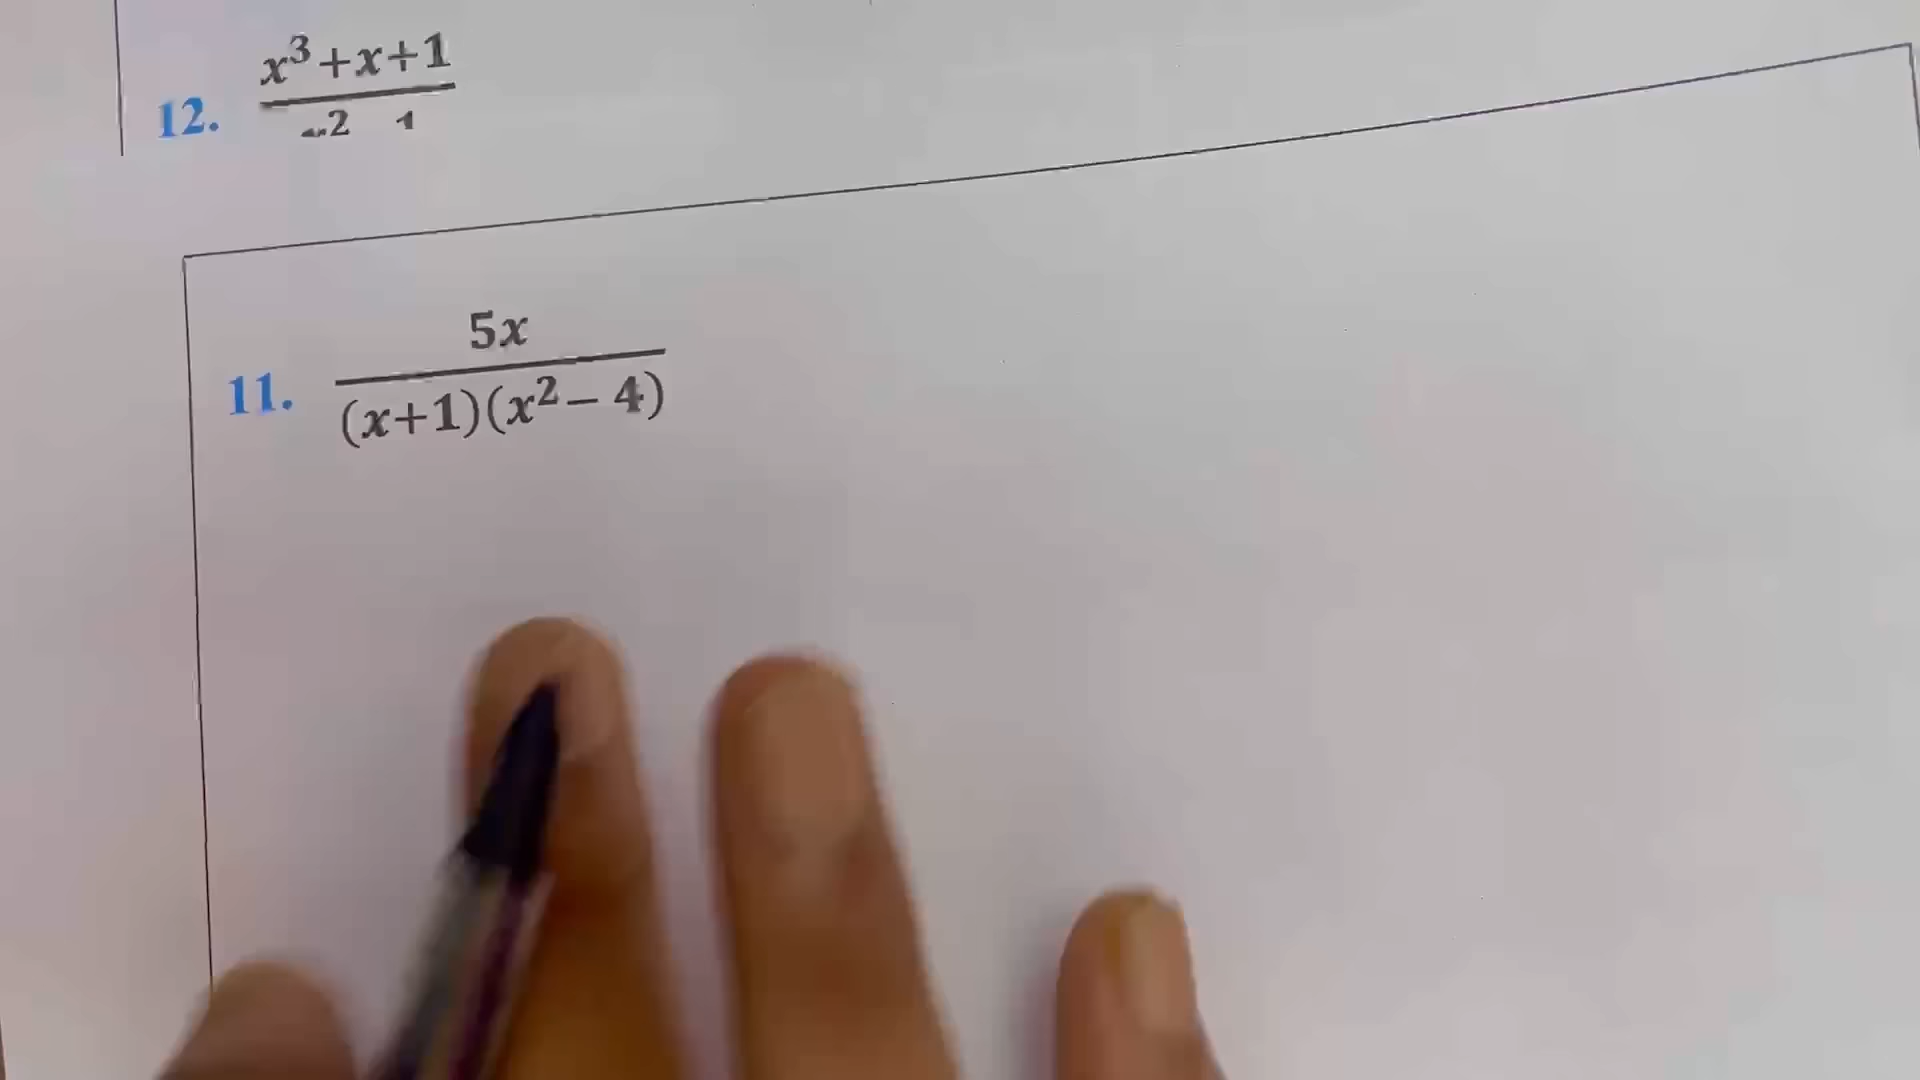 12. x³+x+1
11. 5x
(x+1)(x²– 4)